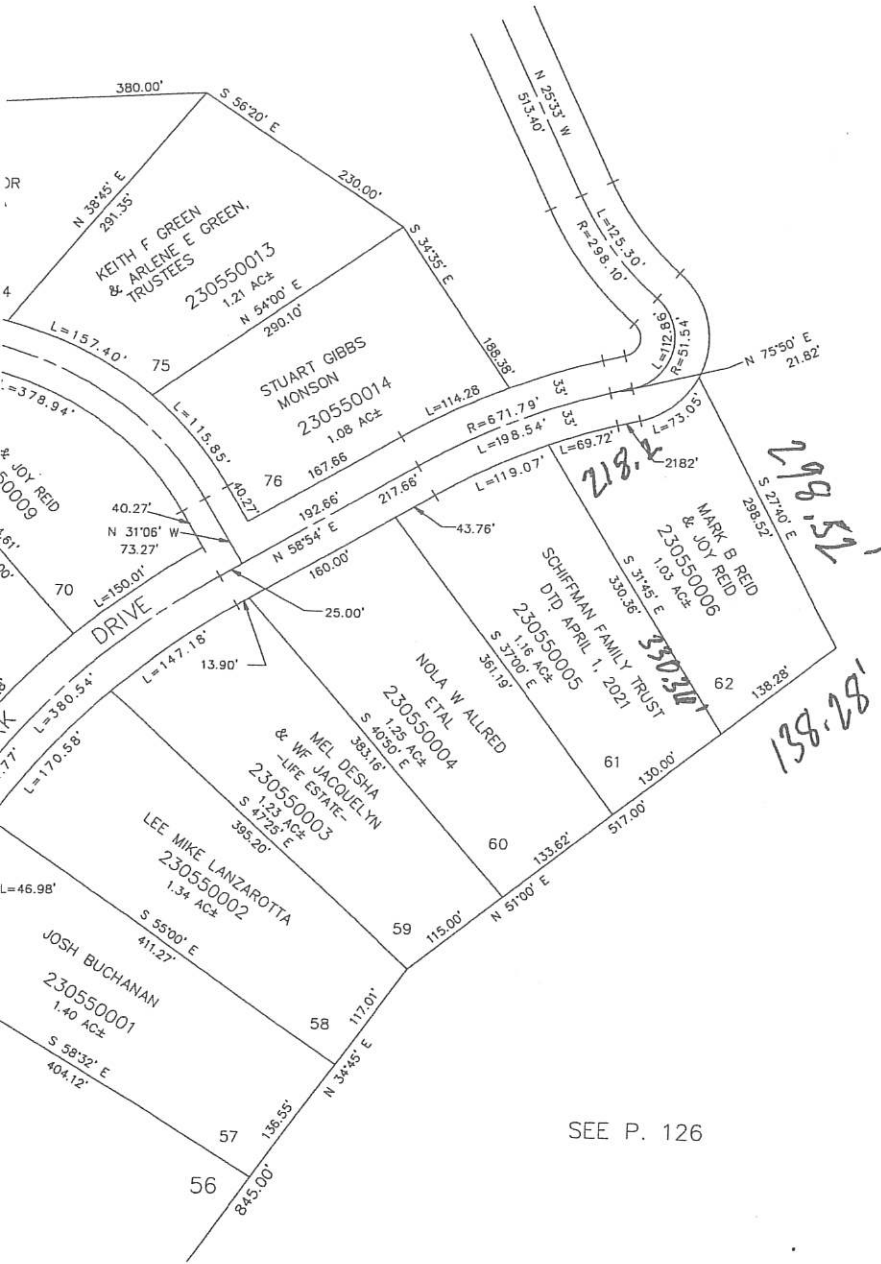 380.00'
S 56°20' E
N 38°45' E
291.35'
230.00'
OR
4
KEITH F GREEN
& ARLENE E GREEN,
TRUSTEES
230550013
1.21 AC±
N 54°00' E
290.10'
S 34°35' E
188.38'
L=157.40'
75
L=115.85'
STUART GIBBS
MONSON
230550014
1.08 AC±
76
167.66
L=114.28
40.27'
N 25°33' W
513.40'
L=125.30'
R=298.10'
L=112.89'
R=51.54'
N 75°50' E
21.82'
33'
33'
R=671.79'
L=198.54'
L=69.72'
L=73.05'
2182'
L=119.07'
192.66'
217.66'
N 58°54' E
160.00'
43.76'
25.00'
13.90'
L=378.94'
& JOY REID
50009
40.27'
N 31°06' W
73.27'
70
L=150.01'
DRIVE
L=380.54'
L=147.18'
L=170.58'
L=46.98'
MARK B REID
& JOY REID
230550006
1.03 AC±
S 27°40' E
298.52'
298.52'
S 31°45' E
330.36'
62
138.28'
138.28'
SCHIFFMAN FAMILY TRUST
DTD APRIL 1, 2021
230550005
1.16 AC±
S 37°00' E
361.19'
61
130.00'
517.00'
NOLA W ALLRED
ETAL
230550004
1.25 AC±
S 40°50' E
383.16'
60
133.62'
N 51°00' E
MEL DESHA
& WF JACQUELYN
-LIFE ESTATE-
230550003
1.23 AC±
S 47°25' E
395.20'
59
115.00'
LEE MIKE LANZAROTTA
230550002
1.34 AC±
S 55°00' E
411.27'
58
117.01'
N 34°45' E
JOSH BUCHANAN
230550001
1.40 AC±
S 58°32' E
404.12'
57
136.55'
56
845.00'
SEE P. 126